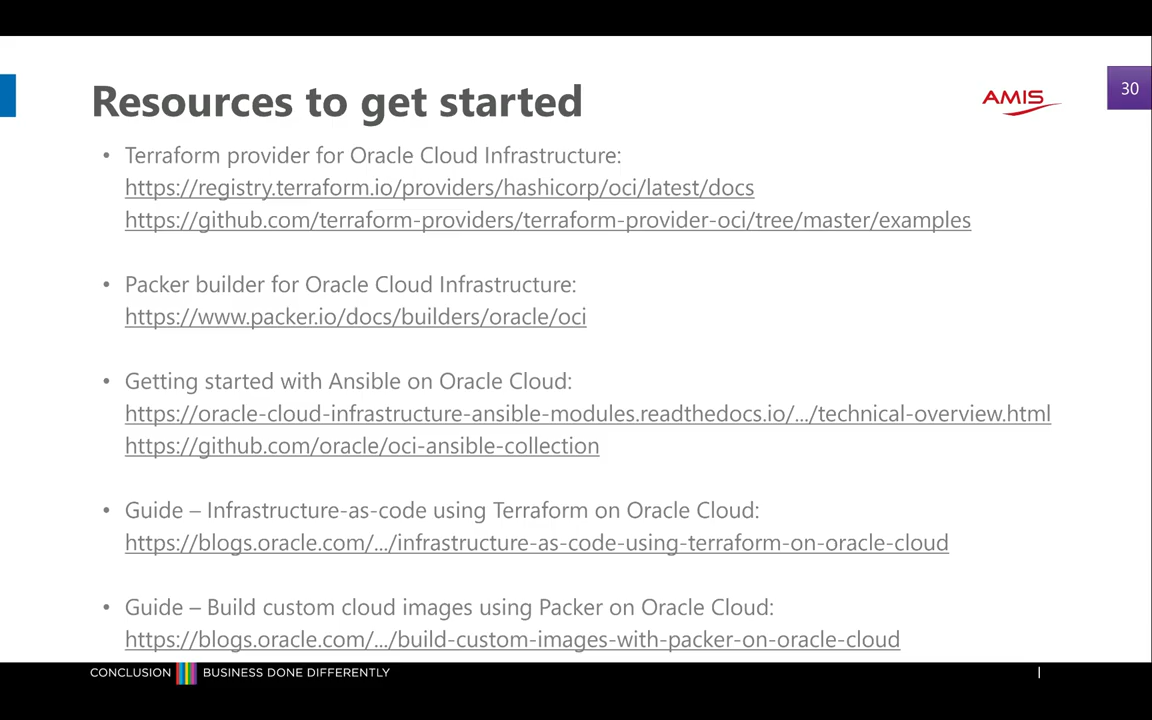 Resources to get started
AMIS
30
• Terraform provider for Oracle Cloud Infrastructure:
https://registry.terraform.io/providers/hashicorp/oci/latest/docs
https://github.com/terraform-providers/terraform-provider-oci/tree/master/examples
• Packer builder for Oracle Cloud Infrastructure:
https://www.packer.io/docs/builders/oracle/oci
• Getting started with Ansible on Oracle Cloud:
https://oracle-cloud-infrastructure-ansible-modules.readthedocs.io/.../technical-overview.html
https://github.com/oracle/oci-ansible-collection
• Guide – Infrastructure-as-code using Terraform on Oracle Cloud:
https://blogs.oracle.com/.../infrastructure-as-code-using-terraform-on-oracle-cloud
• Guide – Build custom cloud images using Packer on Oracle Cloud:
https://blogs.oracle.com/.../build-custom-images-with-packer-on-oracle-cloud
CONCLUSION BUSINESS DONE DIFFERENTLY |